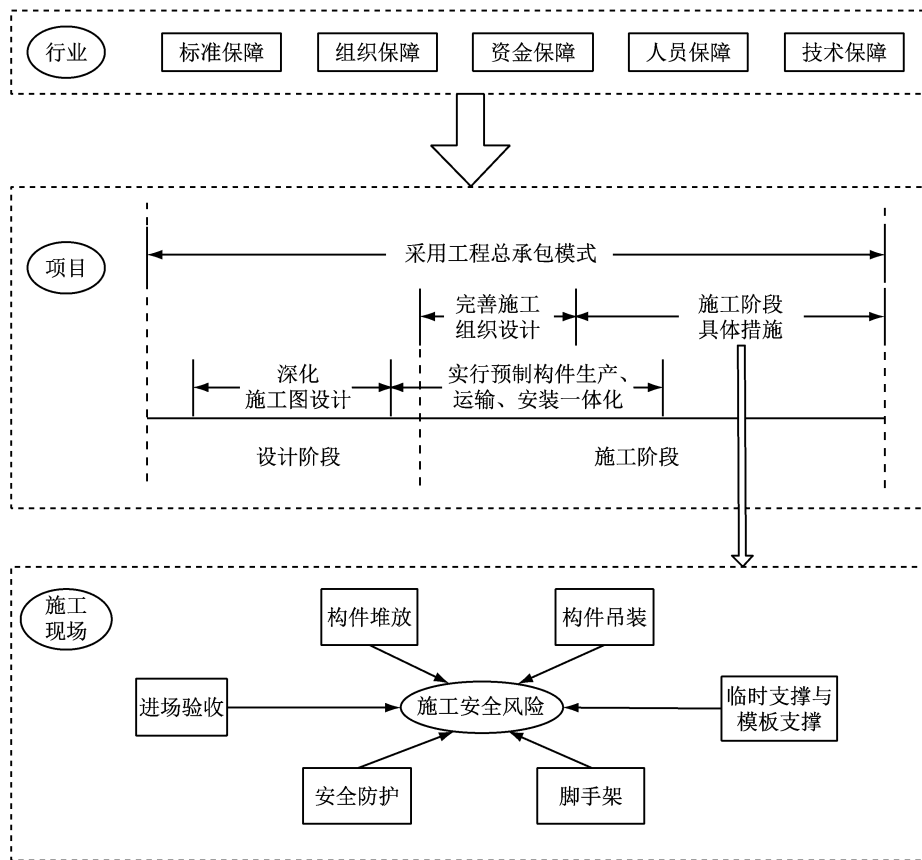 行业
标准保障
组织保障
资金保障
人员保障
技术保障
项目
采用工程总承包模式
完善施工
组织设计
施工阶段
具体措施
深化
施工图设计
实行预制构件生产、
运输、安装一体化
设计阶段
施工阶段
施工
现场
构件堆放
构件吊装
进场验收
施工安全风险
临时支撑与
模板支撑
安全防护
脚手架